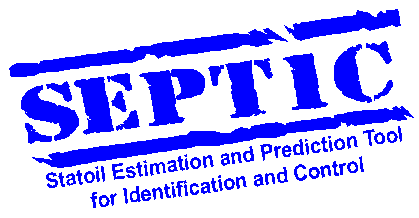 SEPTIC
Statoil Estimation and Prediction Tool
for Identification and Control